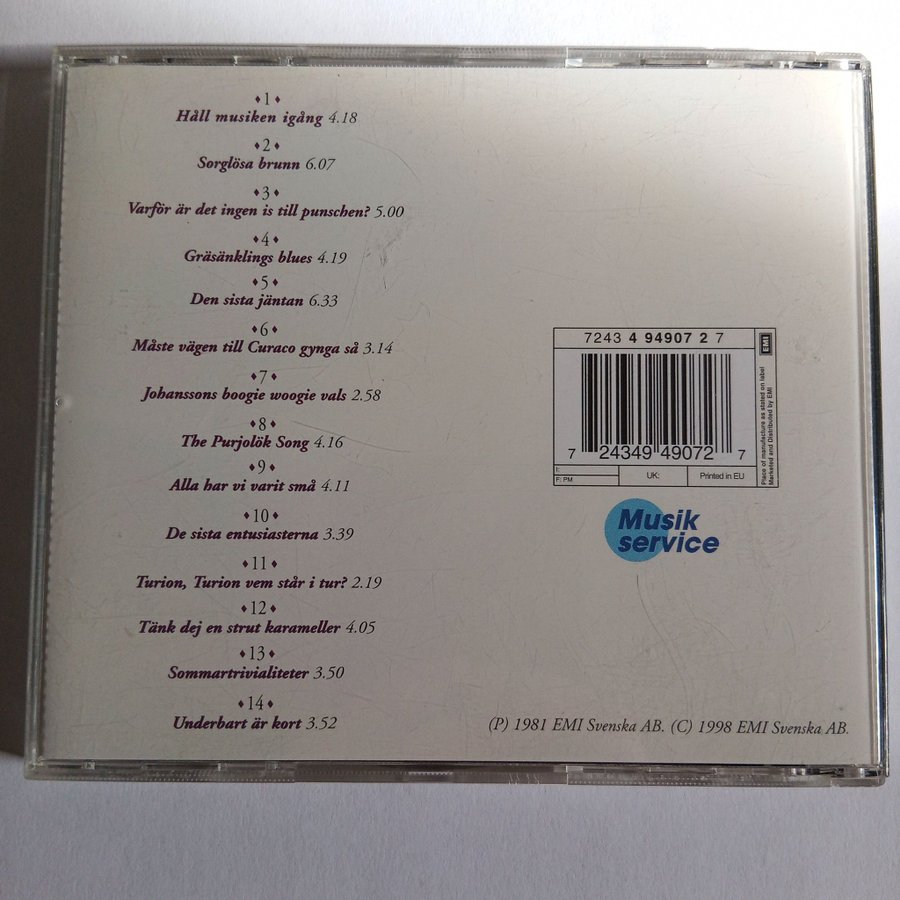 ♦1♦
Håll musiken igång 4.18
♦2♦
Sorglösa brunn 6.07
♦3♦
Varför är det ingen is till punschen? 5.00
♦4♦
Gräsänklings blues 4.19
♦5♦
Den sista jäntan 6.33
♦6♦
Måste vägen till Curaco gynga så 3.14
♦7♦
Johanssons boogie woogie vals 2.58
♦8♦
The Purjolök Song 4.16
♦9♦
Alla har vi varit små 4.11
♦10♦
De sista entusiasterna 3.39
♦11♦
Turion, Turion vem står i tur? 2.19
♦12♦
Tänk dej en strut karameller 4.05
♦13♦
Sommartrivialiteter 3.50
♦14♦
Underbart är kort 3.52
7243 4 94907 2 7
EMI
Place of manufacture as stated on label
Marketed and Distributed by EMI
7 24349 49072 7
I:
F: PM
UK:
Printed in EU
Musik
service
(P) 1981 EMI Svenska AB. (C) 1998 EMI Svenska AB.